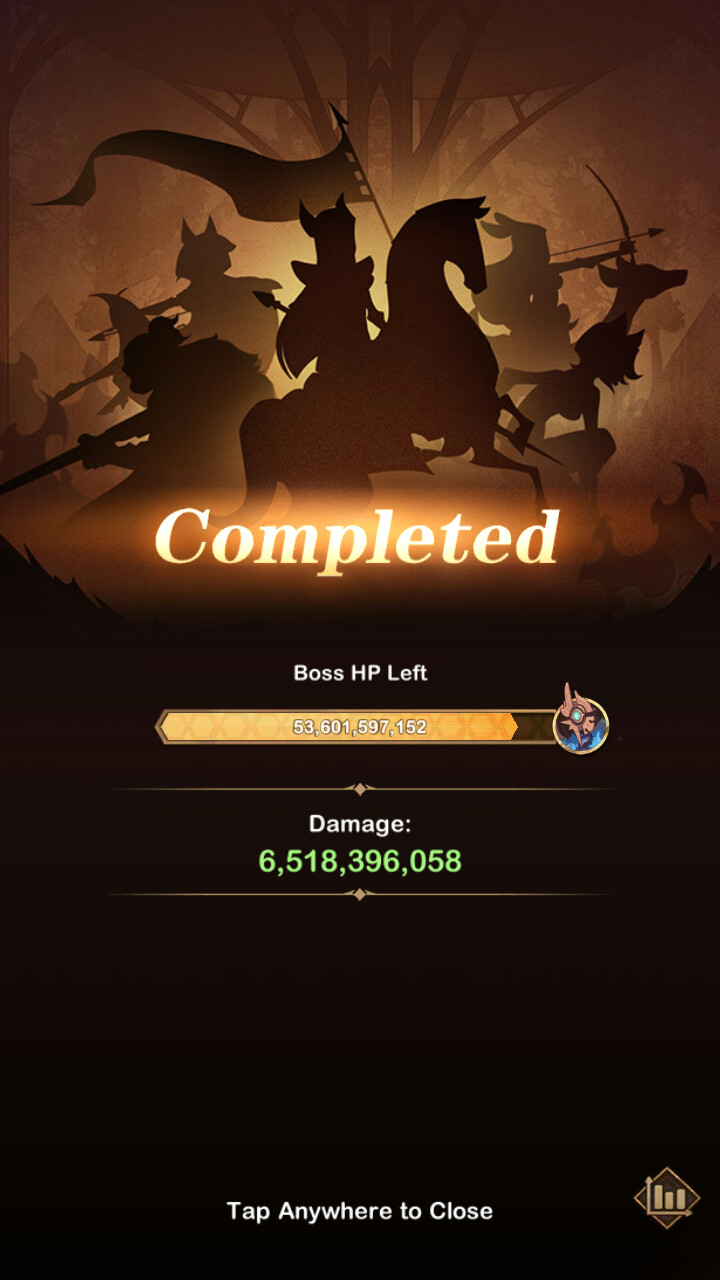 Completed
Boss HP Left
53,601,597,152
Damage:
6,518,396,058
Tap Anywhere to Close